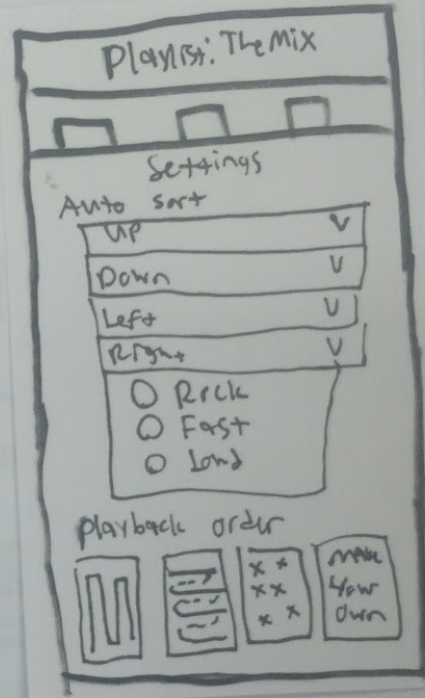 Playlist: The Mix
Settings
Auto sort
UP
Down
Left
Right
Rock
Fast
Loud
Playback order
Make
Your
Own